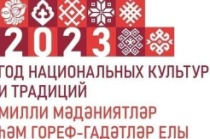 2023
ГОД НАЦИОНАЛЬНЫХ КУЛЬТУР
И ТРАДИЦИЙ
МИЛЛИ МӘДӘНИЯТЛӘР
ҺӘМ ГОРЕФ-ГАДӘТЛӘР ЕЛЫ